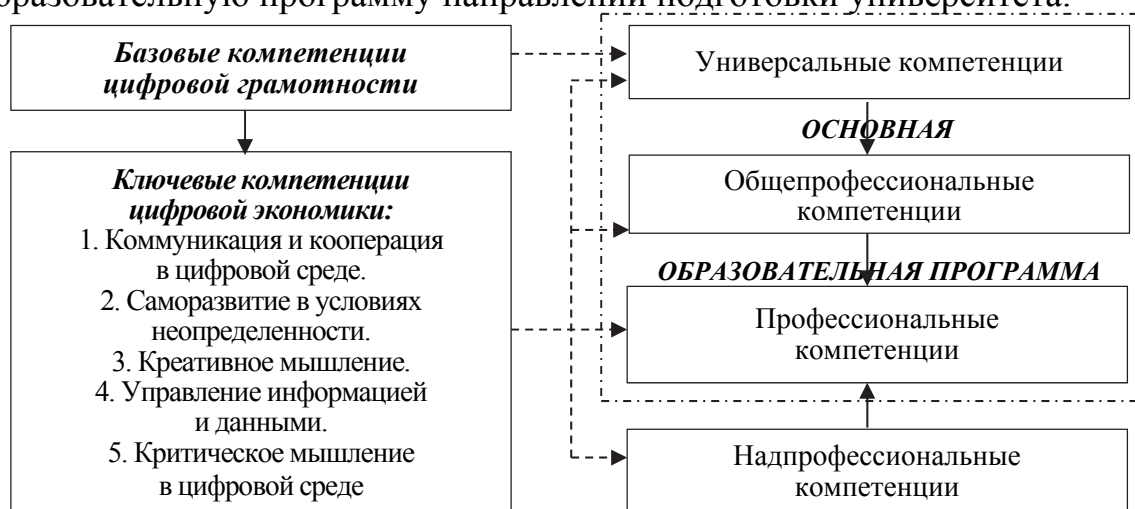 образовательную программу направлений подготовки университета.
Базовые компетенции
цифровой грамотности
Ключевые компетенции
цифровой экономики:
1. Коммуникация и кооперация
в цифровой среде.
2. Саморазвитие в условиях
неопределенности.
3. Креативное мышление.
4. Управление информацией
и данными.
5. Критическое мышление
в цифровой среде
Универсальные компетенции
ОСНОВНАЯ
Общепрофессиональные
компетенции
ОБРАЗОВАТЕЛЬНАЯ ПРОГРАММА
Профессиональные
компетенции
Надпрофессиональные
компетенции